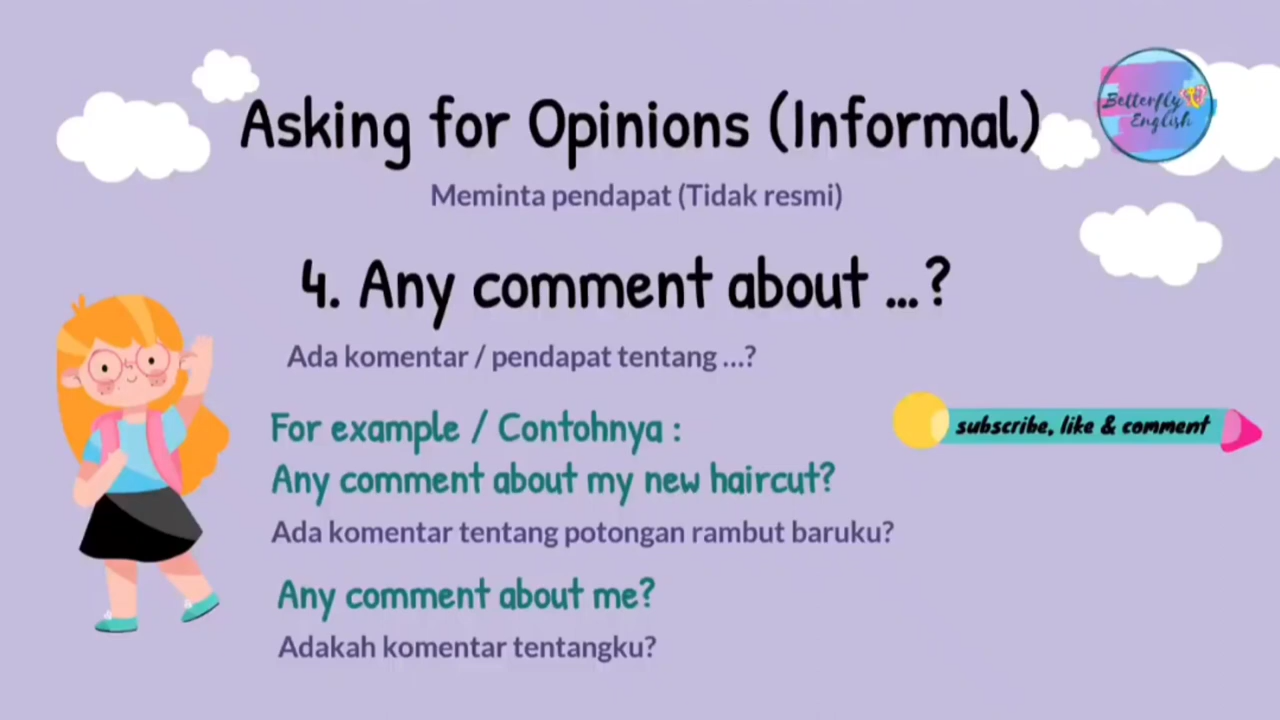 Asking for Opinions (Informal)
Betterfly
English
Meminta pendapat (Tidak resmi)
4. Any comment about ...?
Ada komentar / pendapat tentang ...?
For example / Contohnya :
subscribe, like & comment
Any comment about my new haircut?
Ada komentar tentang potongan rambut baruku?
Any comment about me?
Adakah komentar tentangku?